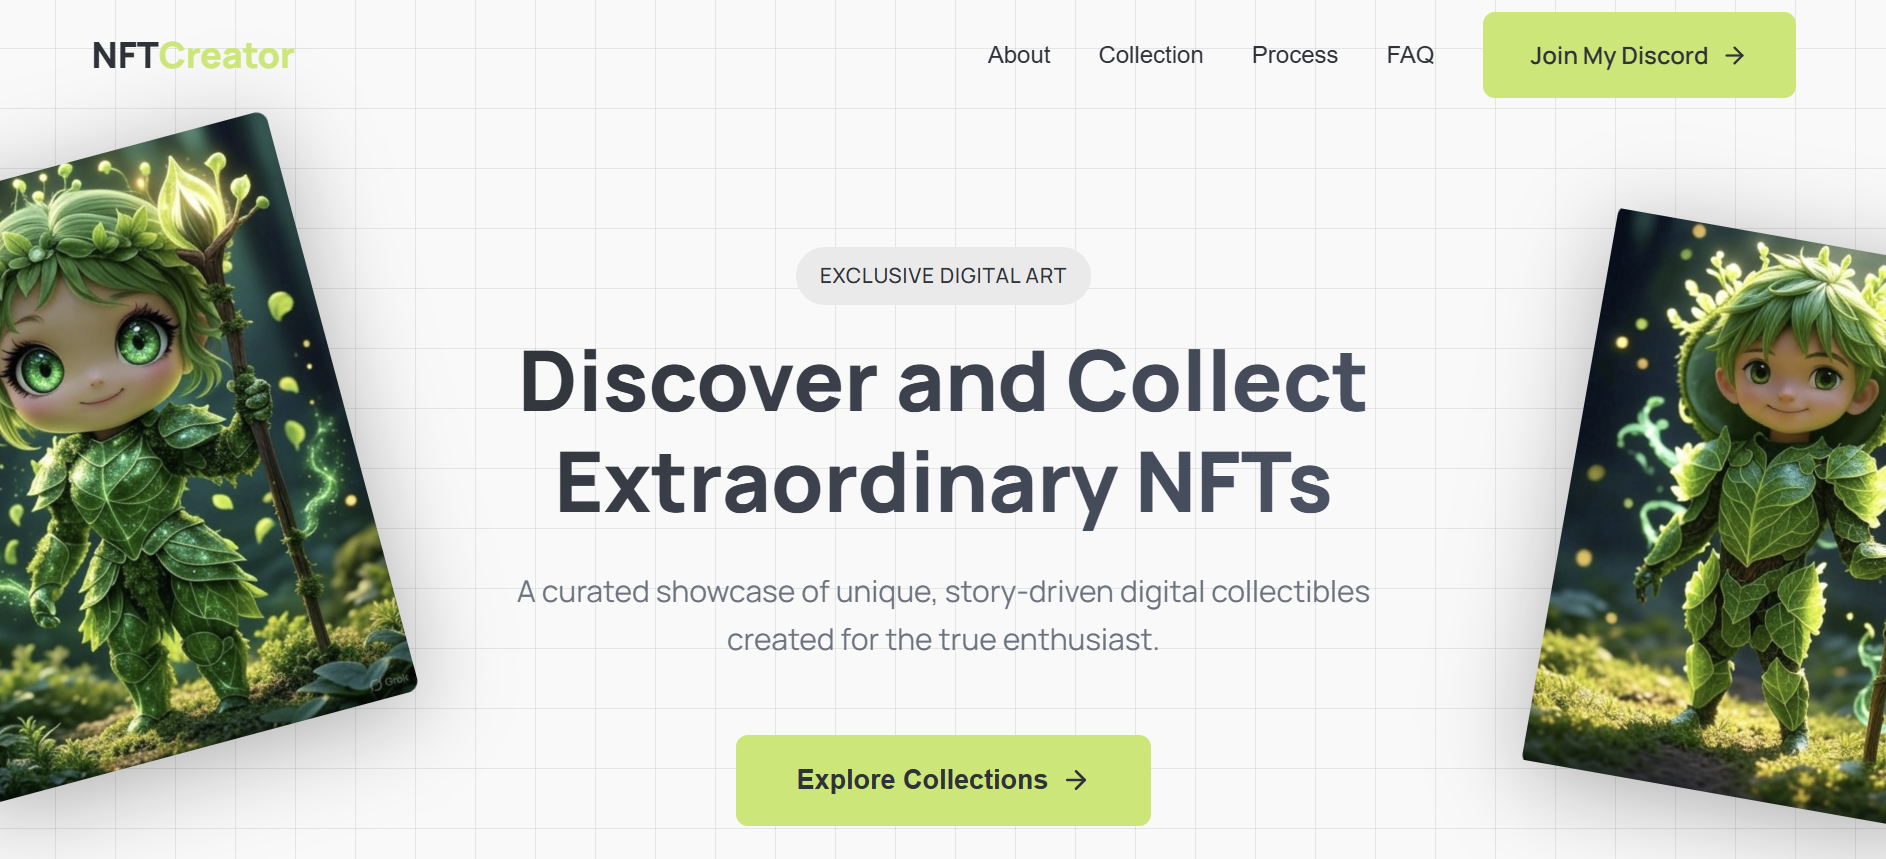 NFTCreator
About
Collection
Process
FAQ
Join My Discord
EXCLUSIVE DIGITAL ART
Discover and Collect
Extraordinary NFTs
A curated showcase of unique, story-driven digital collectibles
created for the true enthusiast.
Explore Collections
Grok